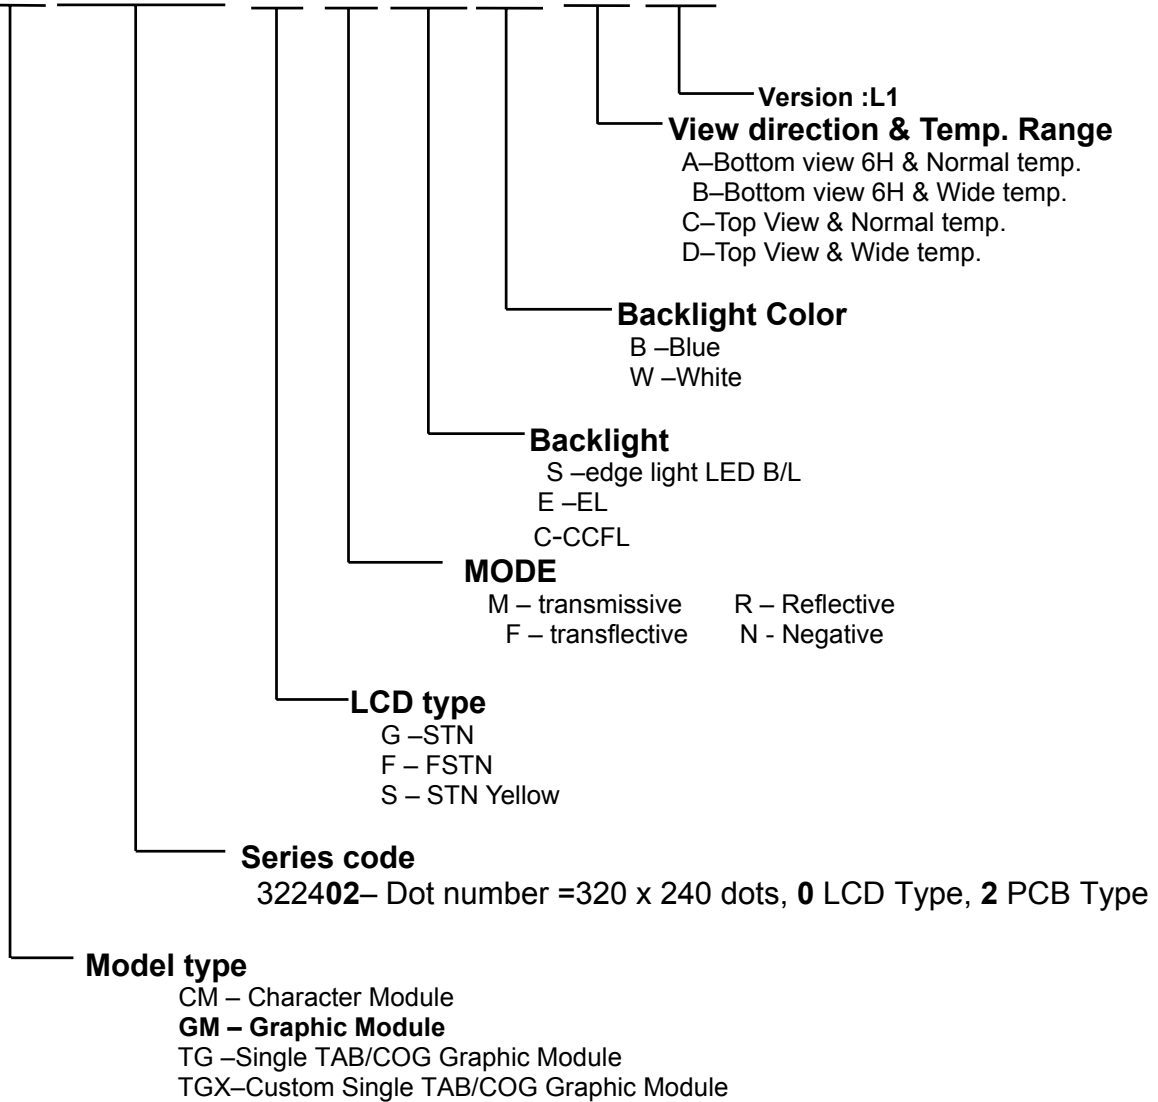 Version :L1
View direction & Temp. Range
A–Bottom view 6H & Normal temp.
B–Bottom view 6H & Wide temp.
C–Top View & Normal temp.
D–Top View & Wide temp.
Backlight Color
B –Blue
W –White
Backlight
S –edge light LED B/L
E –EL
C-CCFL
MODE
M – transmissive R – Reflective
F – transflective N - Negative
LCD type
G –STN
F – FSTN
S – STN Yellow
Series code
322402– Dot number =320 x 240 dots, 0 LCD Type, 2 PCB Type
Model type
CM – Character Module
GM – Graphic Module
TG –Single TAB/COG Graphic Module
TGX–Custom Single TAB/COG Graphic Module